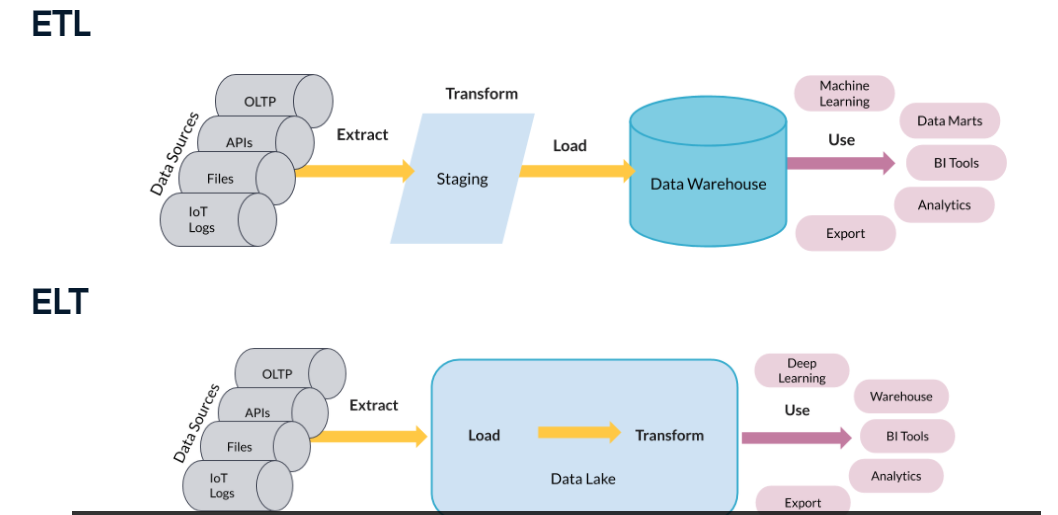 ETL
Data Sources
OLTP
APIs
Files
IoT
Logs
Extract
Transform
Staging
Load
Data Warehouse
Use
Machine
Learning
Data Marts
BI Tools
Analytics
Export
ELT
Data Sources
OLTP
APIs
Files
IoT
Logs
Extract
Load
Transform
Data Lake
Use
Deep
Learning
Warehouse
BI Tools
Analytics
Export